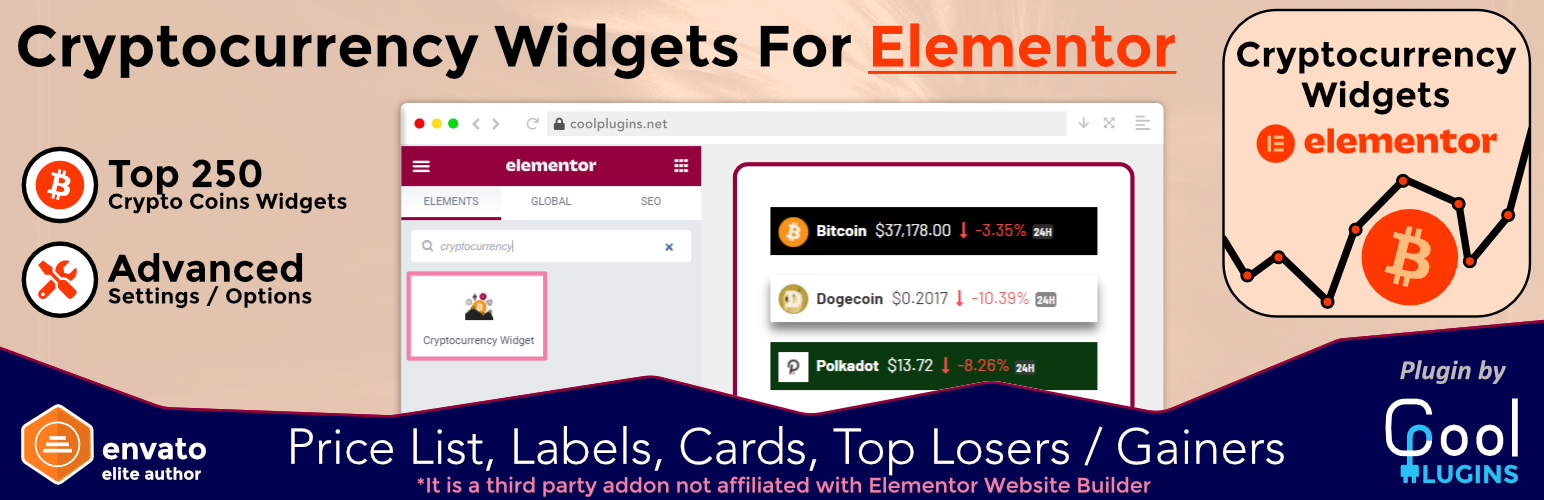 Cryptocurrency Widgets For Elementor
Cryptocurrency
Widgets
elementor
Top 250
Crypto Coins Widgets
Advanced
Settings / Options
coolplugins.net
elementor
ELEMENTS GLOBAL SEO
cryptocurrency
Cryptocurrency Widget
Bitcoin $37,178.00 -3.35% 24H
Dogecoin $0.2017 -10.39% 24H
Polkadot $13.72 -8.26% 24H
Plugin by
Cool
PLUGINS
envato
elite author
Price List, Labels, Cards, Top Losers / Gainers
*It is a third party addon not affiliated with Elementor Website Builder